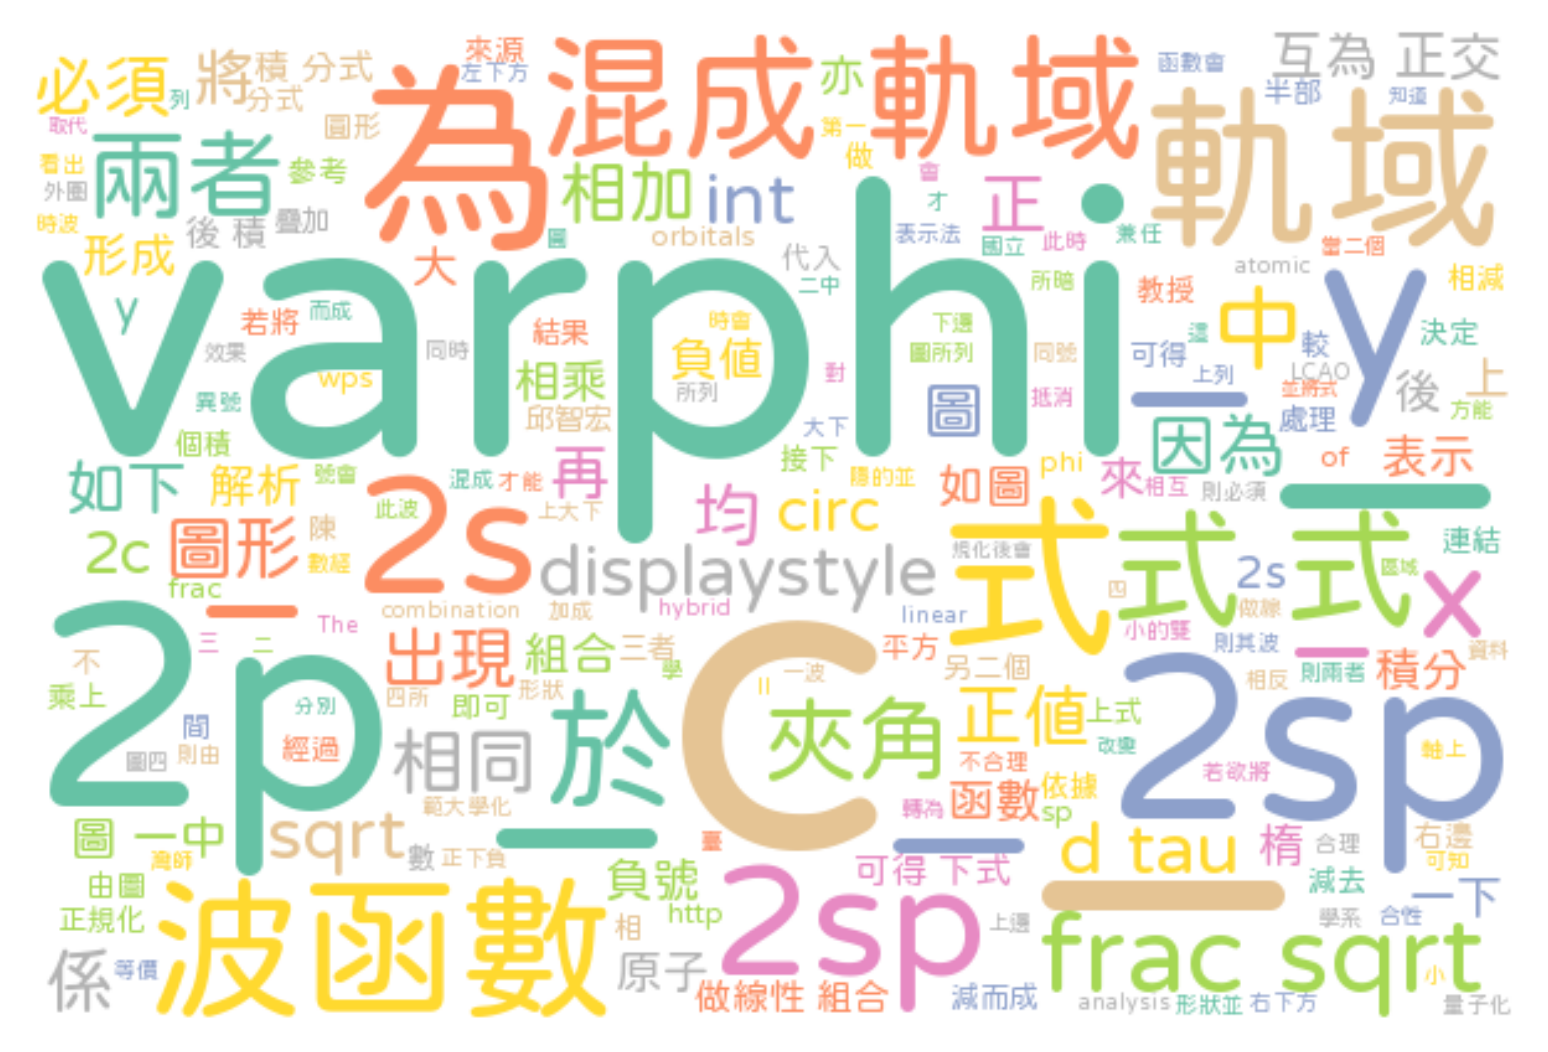 必須
列
將
積 分式
分式
來源
左下方
為
混成軌域
亦
函數會
互為 正交
半部
知道
取代
兩者
圓形
參考
第一
做
軌域
看出
外圈
時波
後 積
疊加
形成
相加
int
會
才
正
orbitals
圖
表示法
國立
此時
兼任
當二個
atomic
大
代入
二中
所暗
教授
相減
varphi
y
y
若將
而成
效果
同時
結果
時會
負值
所列
下邊
圖所列
同號
這
可得
上列
中
較
決定
LCAO
並將式
後
上
方能
處理
wps
相乘
對
圖
抵消
異號
邱智宏
大下
個積
因為
of
表示
如下
解析
號會
混成
才能
再
接下
隱的並
如圖
phi
來
相互
則必須
2c
圖形
陳
數經
此波
2s
上大下
均
circ
式
規化後會
式
式
連結
2s
區域
x
displaystyle
frac
The
combination
加成
hybrid
linear
四
做線
小的雙
則其波
資料
2p
三
二
出現
組合
三者
學
C
一波
平方
另二個
相反
則兩者
積分
不
乘上
四所
形狀
即可
II
夾角
正值
上式
改變
2sp
軸上
間
分別
圖四
則由
經過
相同
於
不合理
若欲將
範大學化
轉為
函數
依據
sp
圖 一中
sqrt
數
正下負
臺
d tau
楕
合理
右邊
可知
灣師
由圖
正規化
負號
可得 下式
減去
一下
波函數
http
相
2sp
上邊
frac sqrt
學系
合性
係
等價
原子
做線性 組合
減而成
analysis
形狀並
右下方
小
量子化